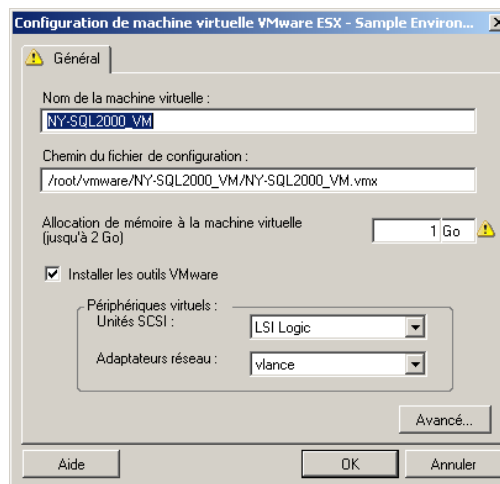 Configuration de machine virtuelle VMware ESX - Sample Environ...
Général
Nom de la machine virtuelle :
NY-SQL2000_VM
Chemin du fichier de configuration :
/root/vmware/NY-SQL2000_VM/NY-SQL2000_VM.vmx
Allocation de mémoire à la machine virtuelle
(jusqu'à 2 Go)
1 Go
Installer les outils VMware
Périphériques virtuels :
Unités SCSI :
LSI Logic
Adaptateurs réseau :
vlance
Avancé...
Aide
OK
Annuler